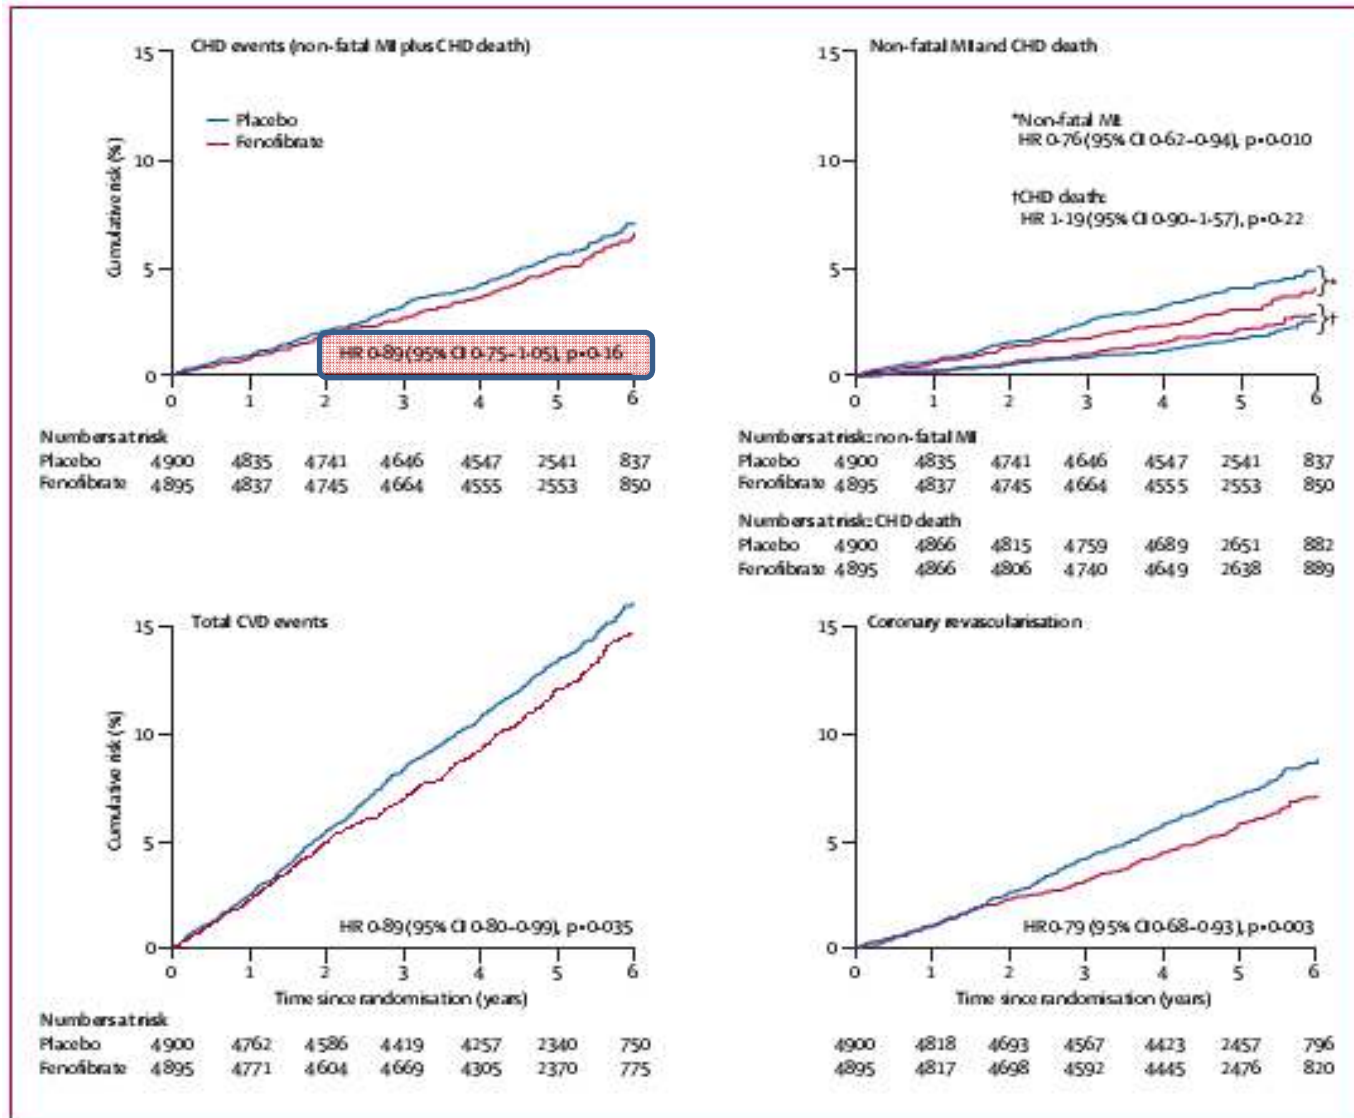 CHD events (non-fatal MI plus CHD death)
15
10
5
0
Cumulative risk (%)
Placebo
Fenofibrate
HR 0·89 (95% CI 0·75–1·05), p=0·16
0 1 2 3 4 5 6
Numbers at risk
Placebo 4900 4835 4741 4646 4547 2541 837
Fenofibrate 4895 4837 4745 4664 4555 2553 850
Non-fatal MI and CHD death
15
10
5
0
*Non-fatal MI:
HR 0·76 (95% CI 0·62–0·94), p=0·010
†CHD death:
HR 1·19 (95% CI 0·90–1·57), p=0·22
*
†
0 1 2 3 4 5 6
Numbers at risk: non-fatal MI
Placebo 4900 4835 4741 4646 4547 2541 837
Fenofibrate 4895 4837 4745 4664 4555 2553 850
Numbers at risk: CHD death
Placebo 4900 4866 4815 4759 4689 2651 882
Fenofibrate 4895 4866 4806 4740 4649 2638 889
Total CVD events
15
10
5
0
Cumulative risk (%)
HR 0·89 (95% CI 0·80–0·99), p=0·035
0 1 2 3 4 5 6
Time since randomisation (years)
Numbers at risk
Placebo 4900 4762 4586 4419 4257 2340 750
Fenofibrate 4895 4771 4604 4669 4305 2370 775
Coronary revascularisation
15
10
5
0
HR 0·79 (95% CI 0·68–0·93), p=0·003
0 1 2 3 4 5 6
Time since randomisation (years)
4900 4818 4693 4567 4423 2457 796
4895 4817 4698 4592 4445 2476 820